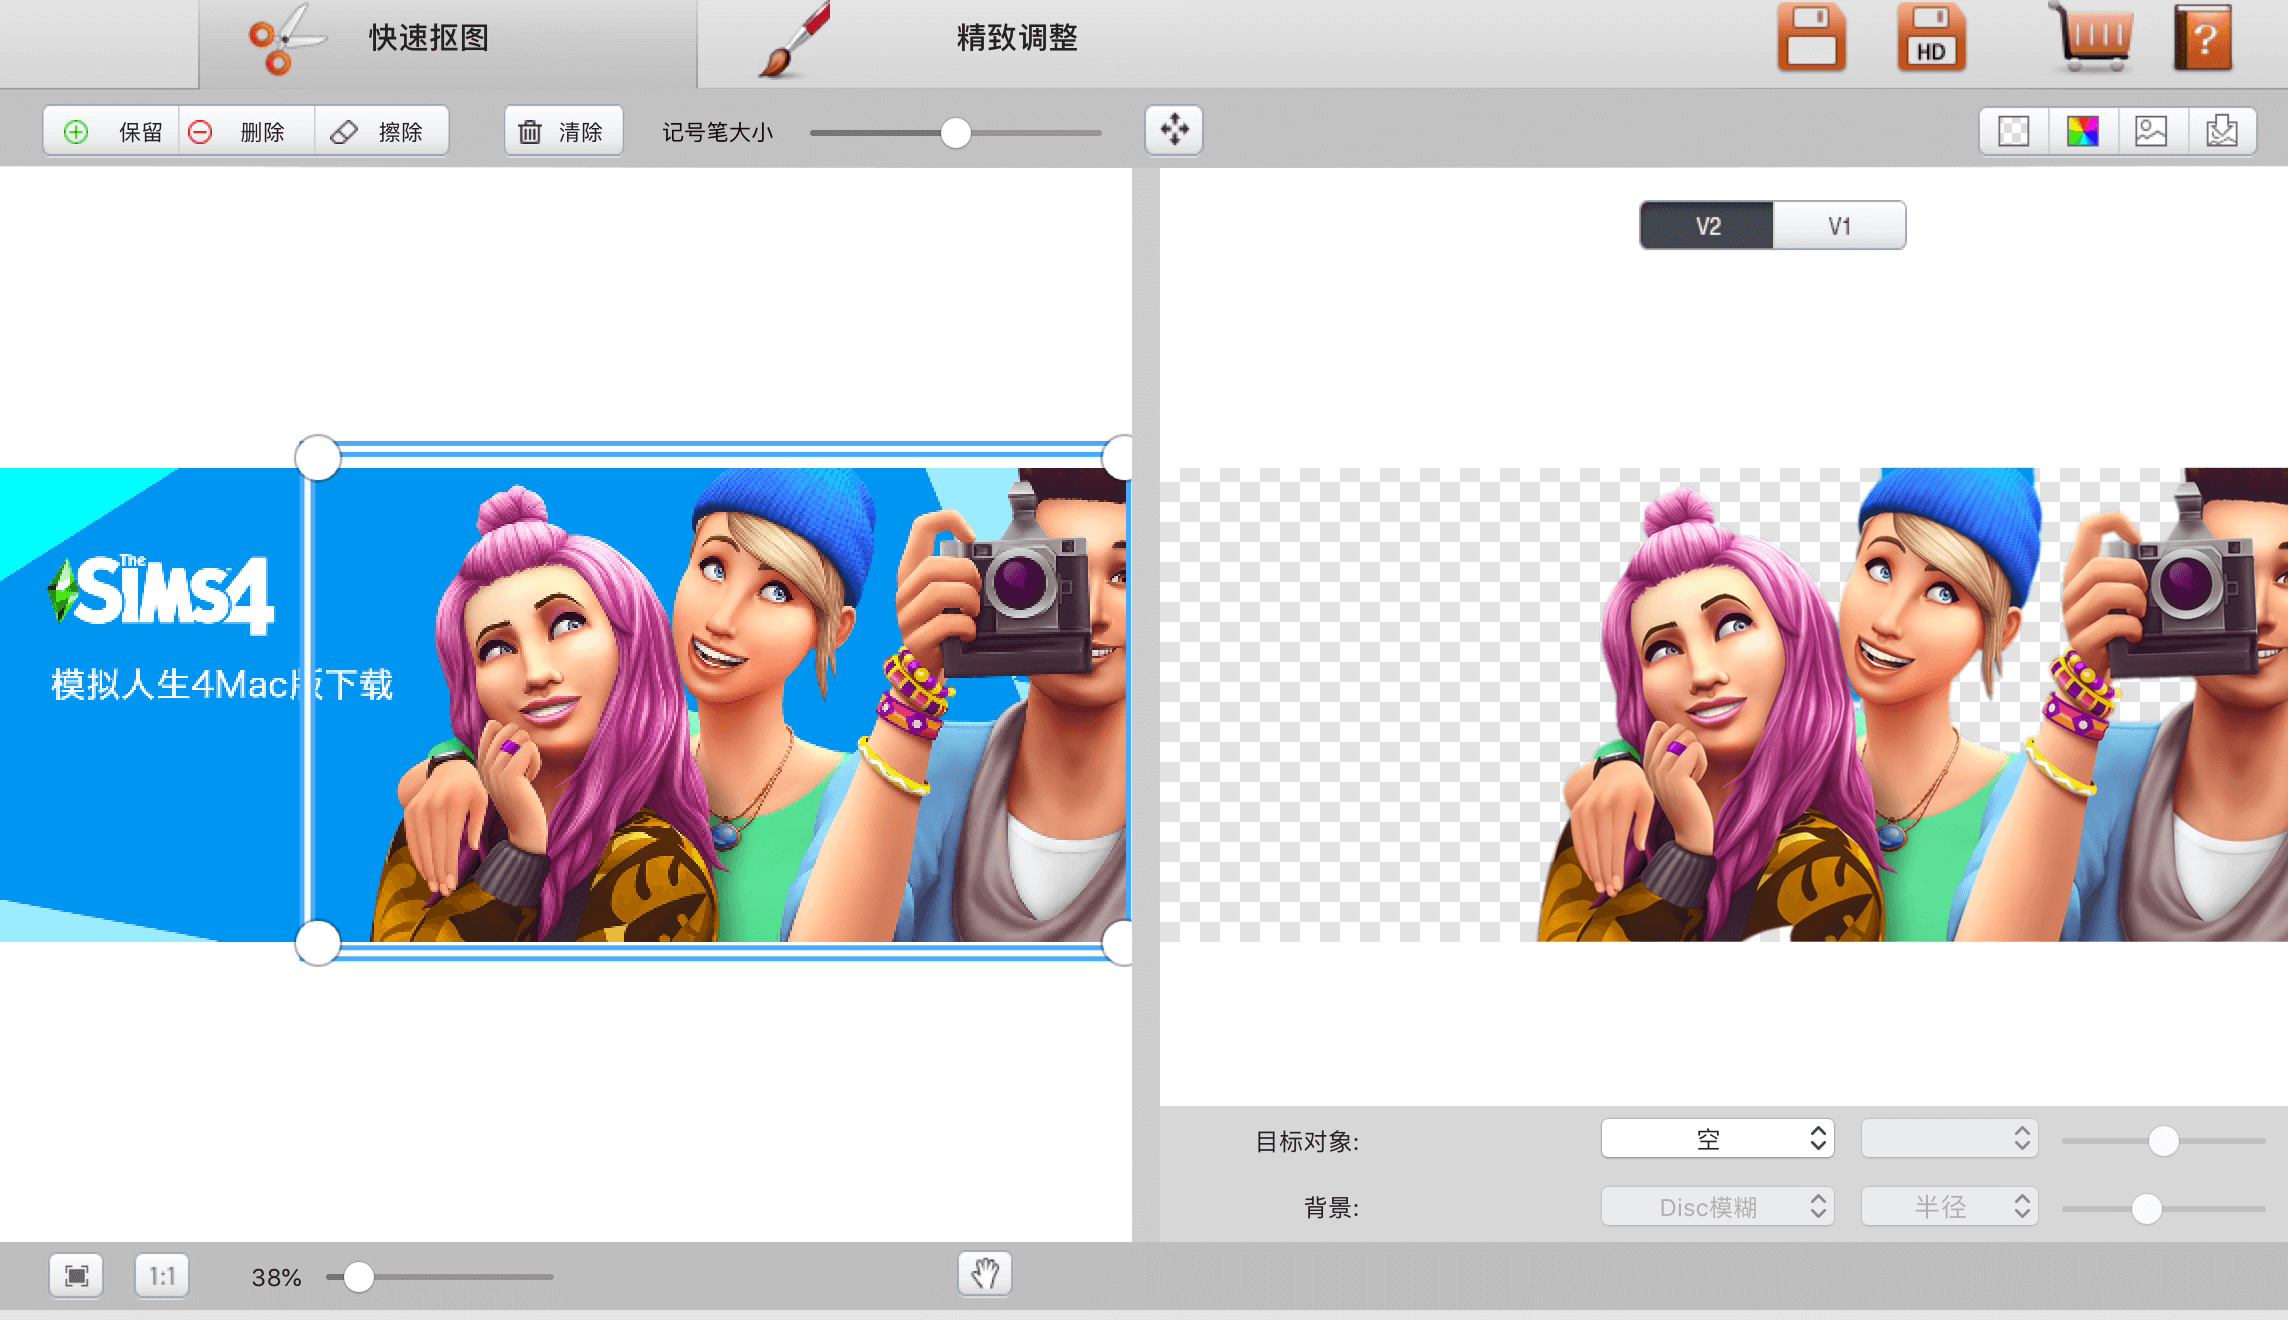 快速抠图
精致调整
HD
?
保留
删除
擦除
清除
记号笔大小
V2
V1
The
SIMS4
模拟人生4Mac版下载
目标对象:
空
背景:
Disc模糊
半径
1:1
38%